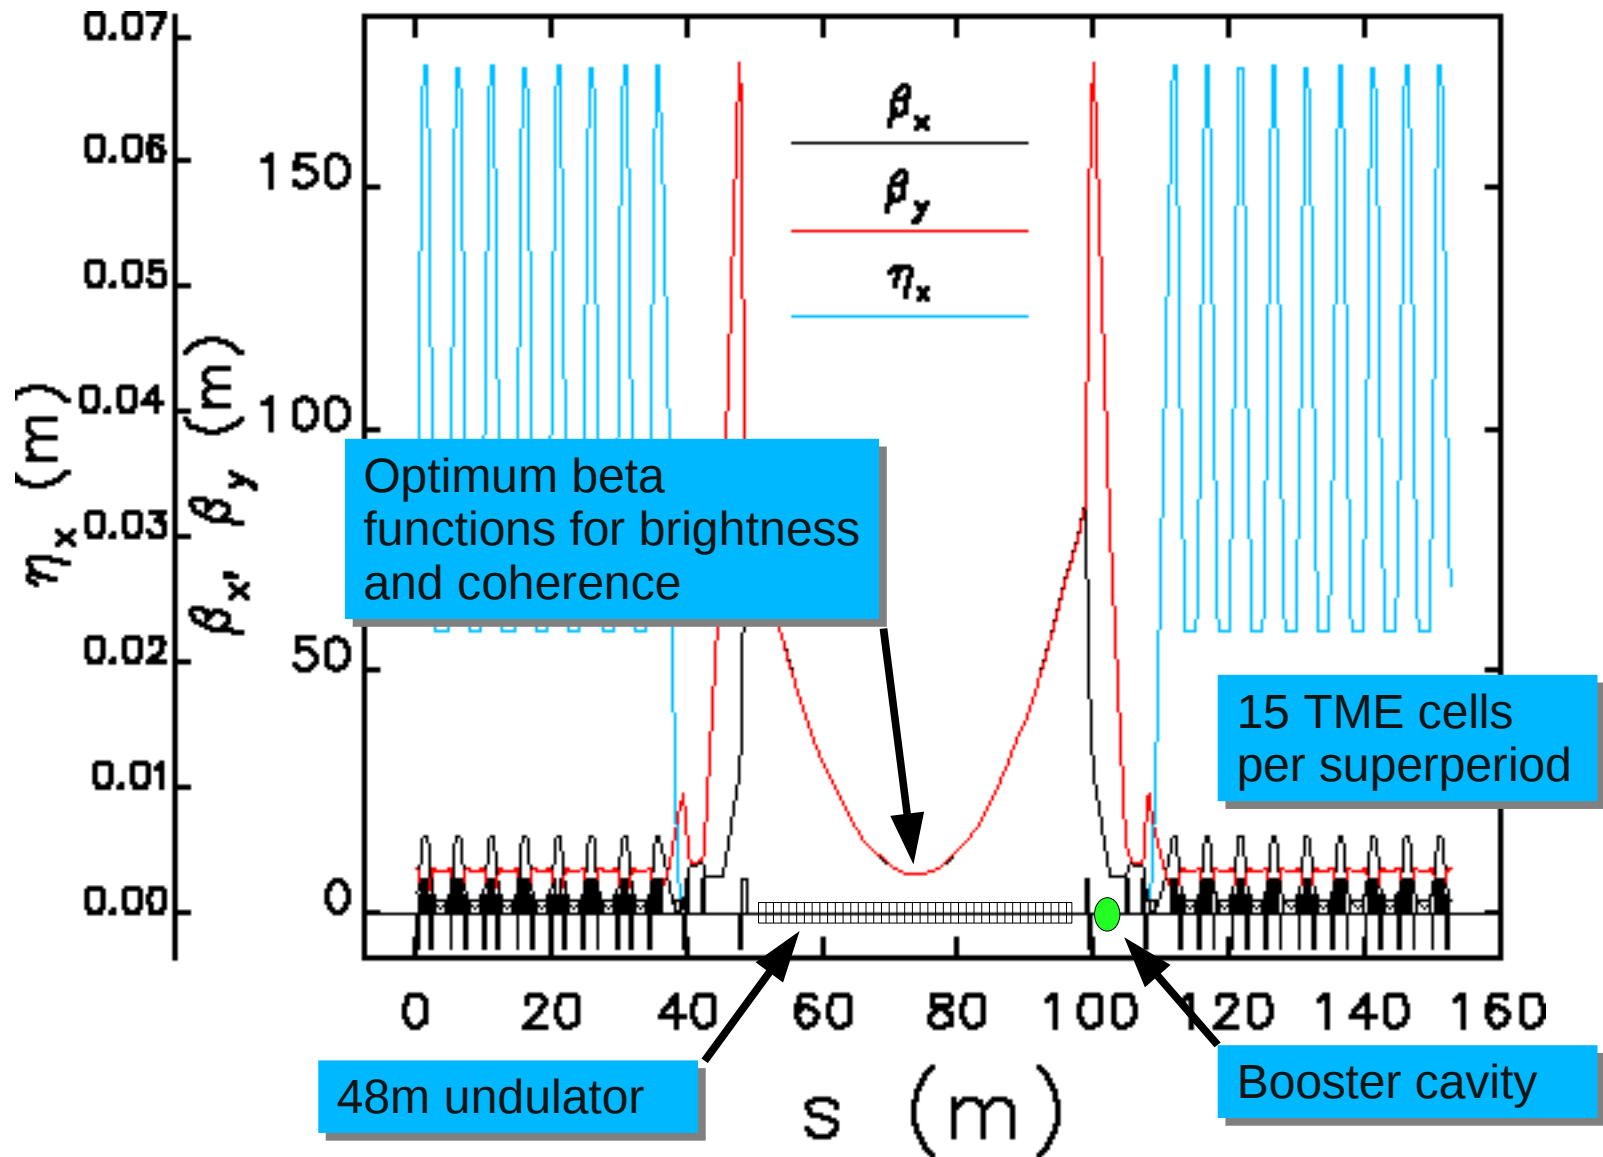 0.07
0.06
0.05
0.04
0.03
0.02
0.01
0.00
ηx (m)
βx, βy (m)
150
100
50
0
βx
βy
ηx
Optimum beta
functions for brightness
and coherence
15 TME cells
per superperiod
0 20 40 60 80 100 120 140 160
s (m)
48m undulator
Booster cavity